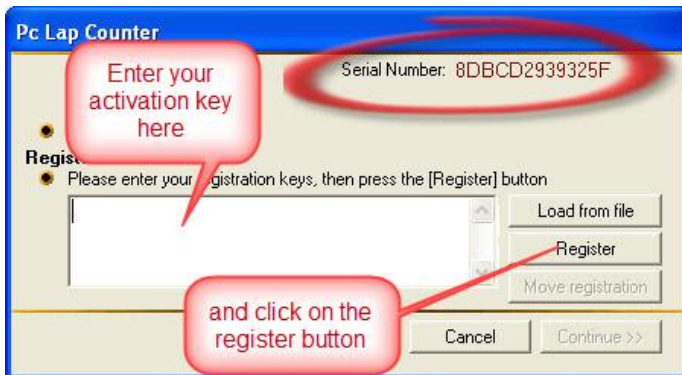 Pc Lap Counter
Serial Number: 8DBCD2939325F
Enter your
activation key
here
Please enter your registration keys, then press the [Register] button
Load from file
Register
Move registration
and click on the
register button
Cancel
Continue >>